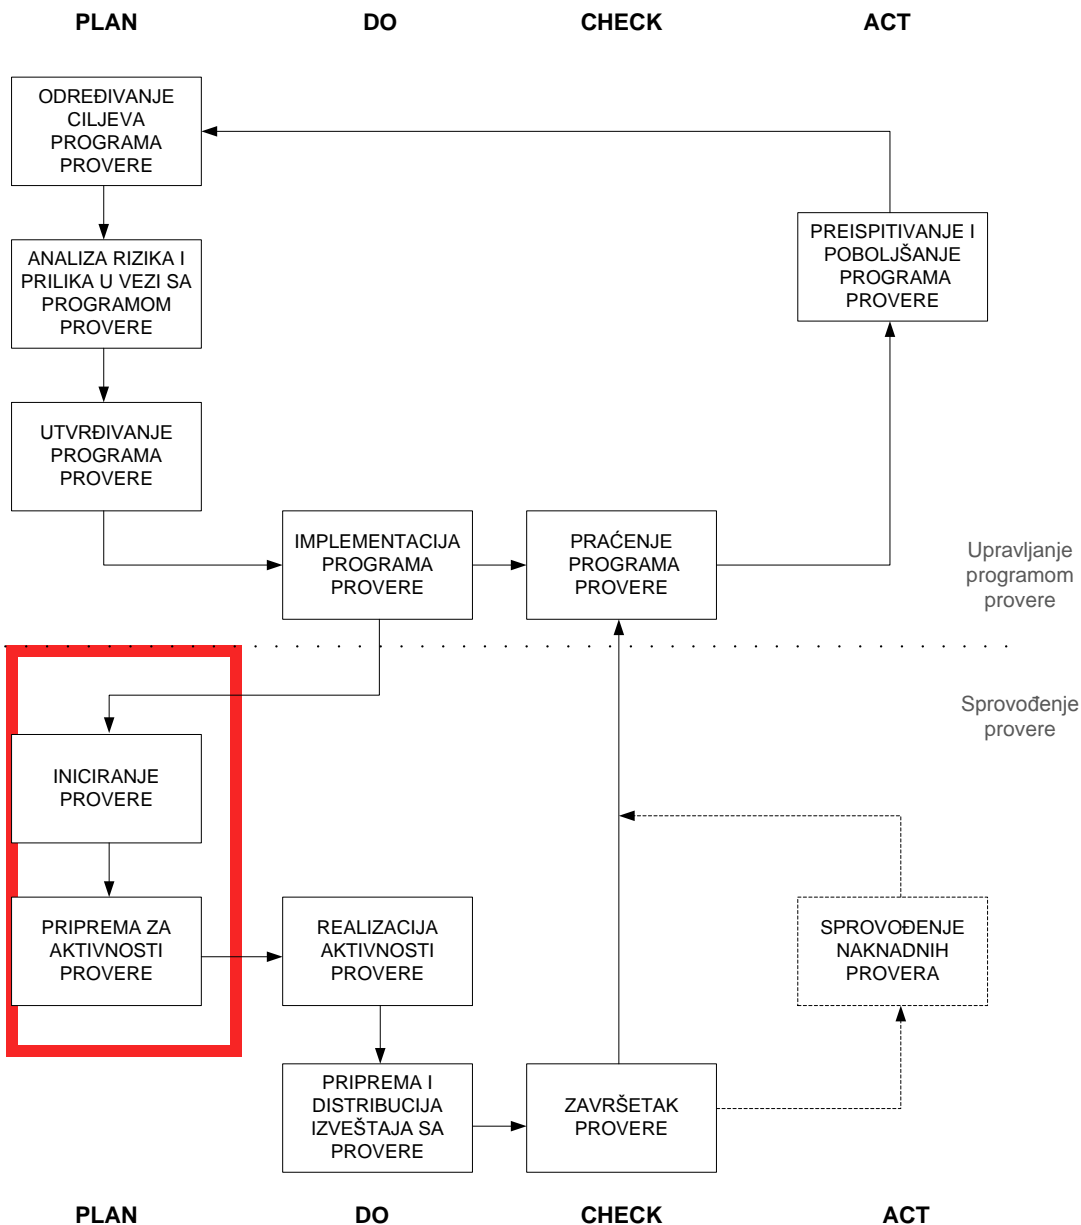 PLAN
DO
CHECK
ACT
ODREĐIVANJE
CILJEVA
PROGRAMA
PROVERE
ANALIZA RIZIKA I
PRILIKA U VEZI SA
PROGRAMOM
PROVERE
UTVRĐIVANJE
PROGRAMA
PROVERE
IMPLEMENTACIJA
PROGRAMA
PROVERE
PRAĆENJE
PROGRAMA
PROVERE
PREISPITIVANJE I
POBOLJŠANJE
PROGRAMA
PROVERE
Upravljanje
programom
provere
Sprovođenje
provere
INICIRANJE
PROVERE
PRIPREMA ZA
AKTIVNOSTI
PROVERE
REALIZACIJA
AKTIVNOSTI
PROVERE
PRIPREMA I
DISTRIBUCIJA
IZVEŠTAJA SA
PROVERE
ZAVRŠETAK
PROVERE
SPROVOĐENJE
NAKNADNIH
PROVERA
PLAN
DO
CHECK
ACT